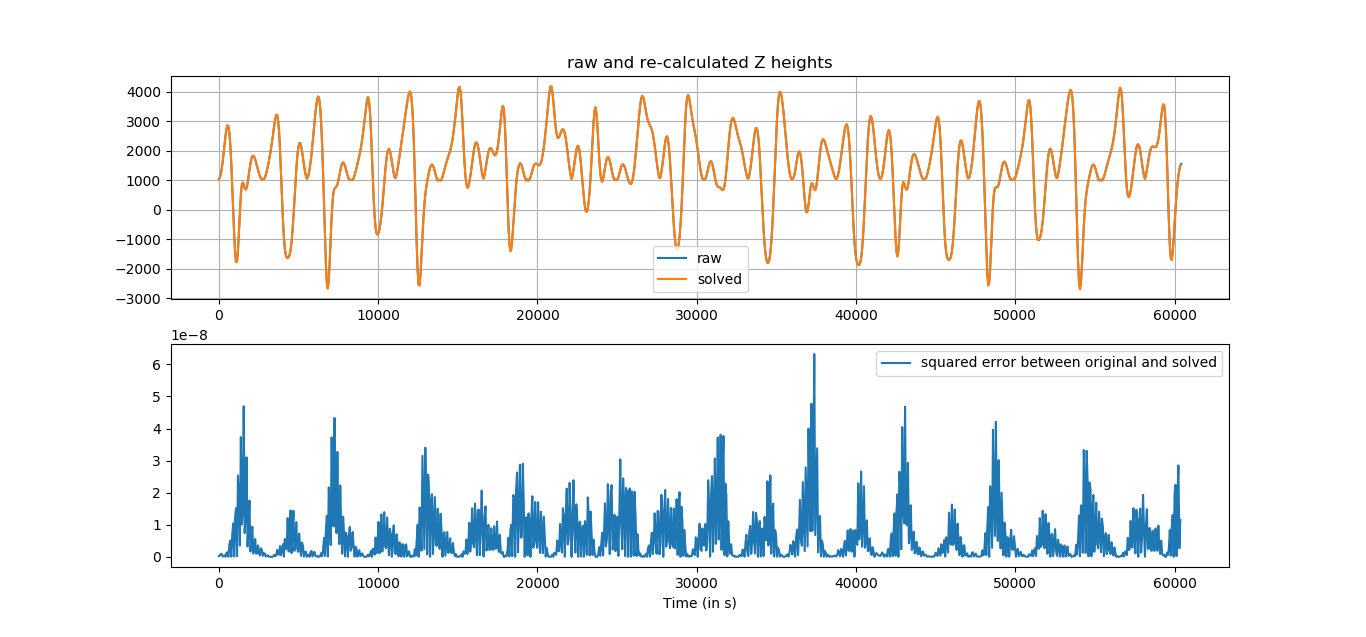 raw and re-calculated Z heights
4000
3000
2000
1000
0
−1000
−2000
−3000
raw
solved
0 10000 20000 30000 40000 50000 60000
1e−8
6
5
4
3
2
1
0
squared error between original and solved
0 10000 20000 30000 40000 50000 60000
Time (in s)